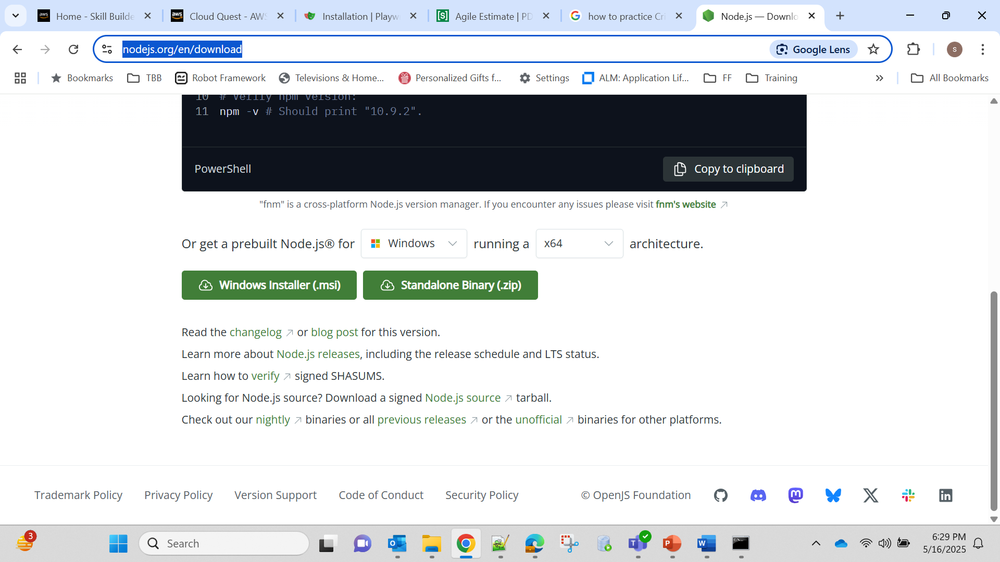 Home - Skill Builde
Cloud Quest - AWS
Installation | Playw
Agile Estimate | PD
how to practice Cri
Node.js — Downlo
nodejs.org/en/download
Google Lens
S
Bookmarks
TBB
Robot Framework
Televisions & Home...
Personalized Gifts f...
Settings
ALM: Application Lif...
FF
Training
All Bookmarks
10 # Verify npm version:
11 npm -v # Should print "10.9.2".
PowerShell
Copy to clipboard
"fnm" is a cross-platform Node.js version manager. If you encounter any issues please visit fnm's website
Or get a prebuilt Node.js® for Windows running a x64 architecture.
Windows Installer (.msi)
Standalone Binary (.zip)
Read the changelog or blog post for this version.
Learn more about Node.js releases, including the release schedule and LTS status.
Learn how to verify signed SHASUMS.
Looking for Node.js source? Download a signed Node.js source tarball.
Check out our nightly binaries or all previous releases or the unofficial binaries for other platforms.
Trademark Policy
Privacy Policy
Version Support
Code of Conduct
Security Policy
© OpenJS Foundation
3
Search
6:29 PM
5/16/2025